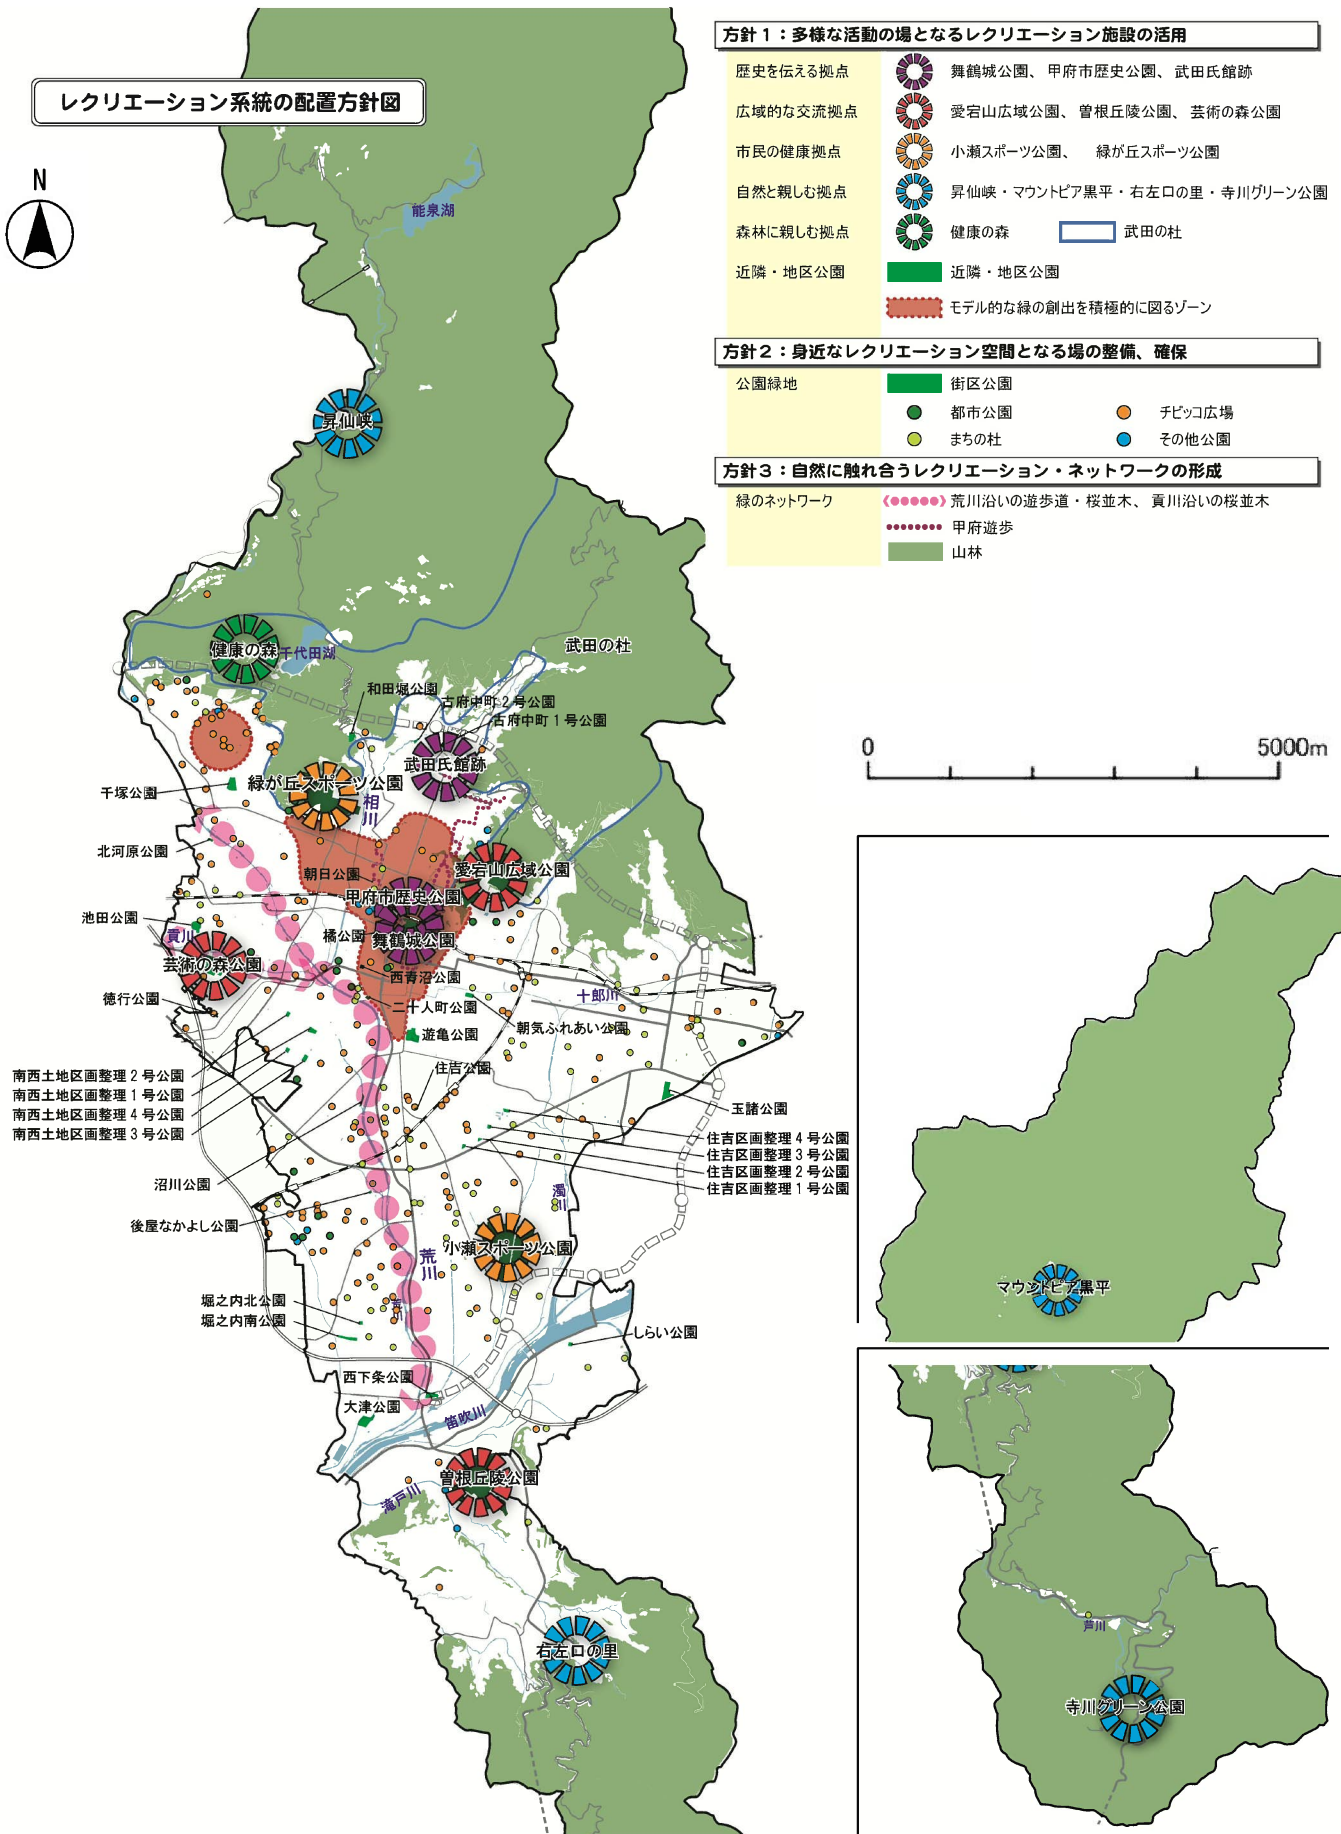 レクリエーション系統の配置方針図
N
方針１：多様な活動の場となるレクリエーション施設の活用
歴史を伝える拠点
舞鶴城公園、甲府市歴史公園、武田氏館跡
広域的な交流拠点
愛宕山広域公園、曽根丘陵公園、芸術の森公園
市民の健康拠点
小瀬スポーツ公園、 緑が丘スポーツ公園
自然と親しむ拠点
昇仙峡・マウントピア黒平・右左口の里・寺川グリーン公園
森林に親しむ拠点
健康の森
武田の杜
近隣・地区公園
近隣・地区公園
モデル的な緑の創出を積極的に図るゾーン
方針２：身近なレクリエーション空間となる場の整備、確保
公園緑地
街区公園
都市公園
チビッコ広場
まちの杜
その他公園
方針３：自然に触れ合うレクリエーション・ネットワークの形成
緑のネットワーク
荒川沿いの遊歩道・桜並木、貢川沿いの桜並木
甲府遊歩
山林
0
5000m
能泉湖
昇仙峡
健康の森
千代田湖
武田の杜
和田堀公園
古府中町２号公園
古府中町１号公園
武田氏館跡
緑が丘スポーツ公園
千塚公園
相川
北河原公園
朝日公園
愛宕山広域公園
甲府市歴史公園
池田公園
貢川
橘公園
舞鶴城公園
芸術の森公園
西青沼公園
徳行公園
二十人町公園
十郎川
朝気ふれあい公園
遊亀公園
住吉公園
南西土地区画整理２号公園
南西土地区画整理１号公園
南西土地区画整理４号公園
南西土地区画整理３号公園
玉諸公園
住吉区画整理４号公園
住吉区画整理３号公園
住吉区画整理２号公園
住吉区画整理１号公園
沼川公園
濁川
後屋なかよし公園
小瀬スポーツ公園
荒川
堀之内北公園
堀之内南公園
しらい公園
西下条公園
大津公園
笛吹川
曽根丘陵公園
滝戸川
右左口の里
マウントピア黒平
芦川
寺川グリーン公園